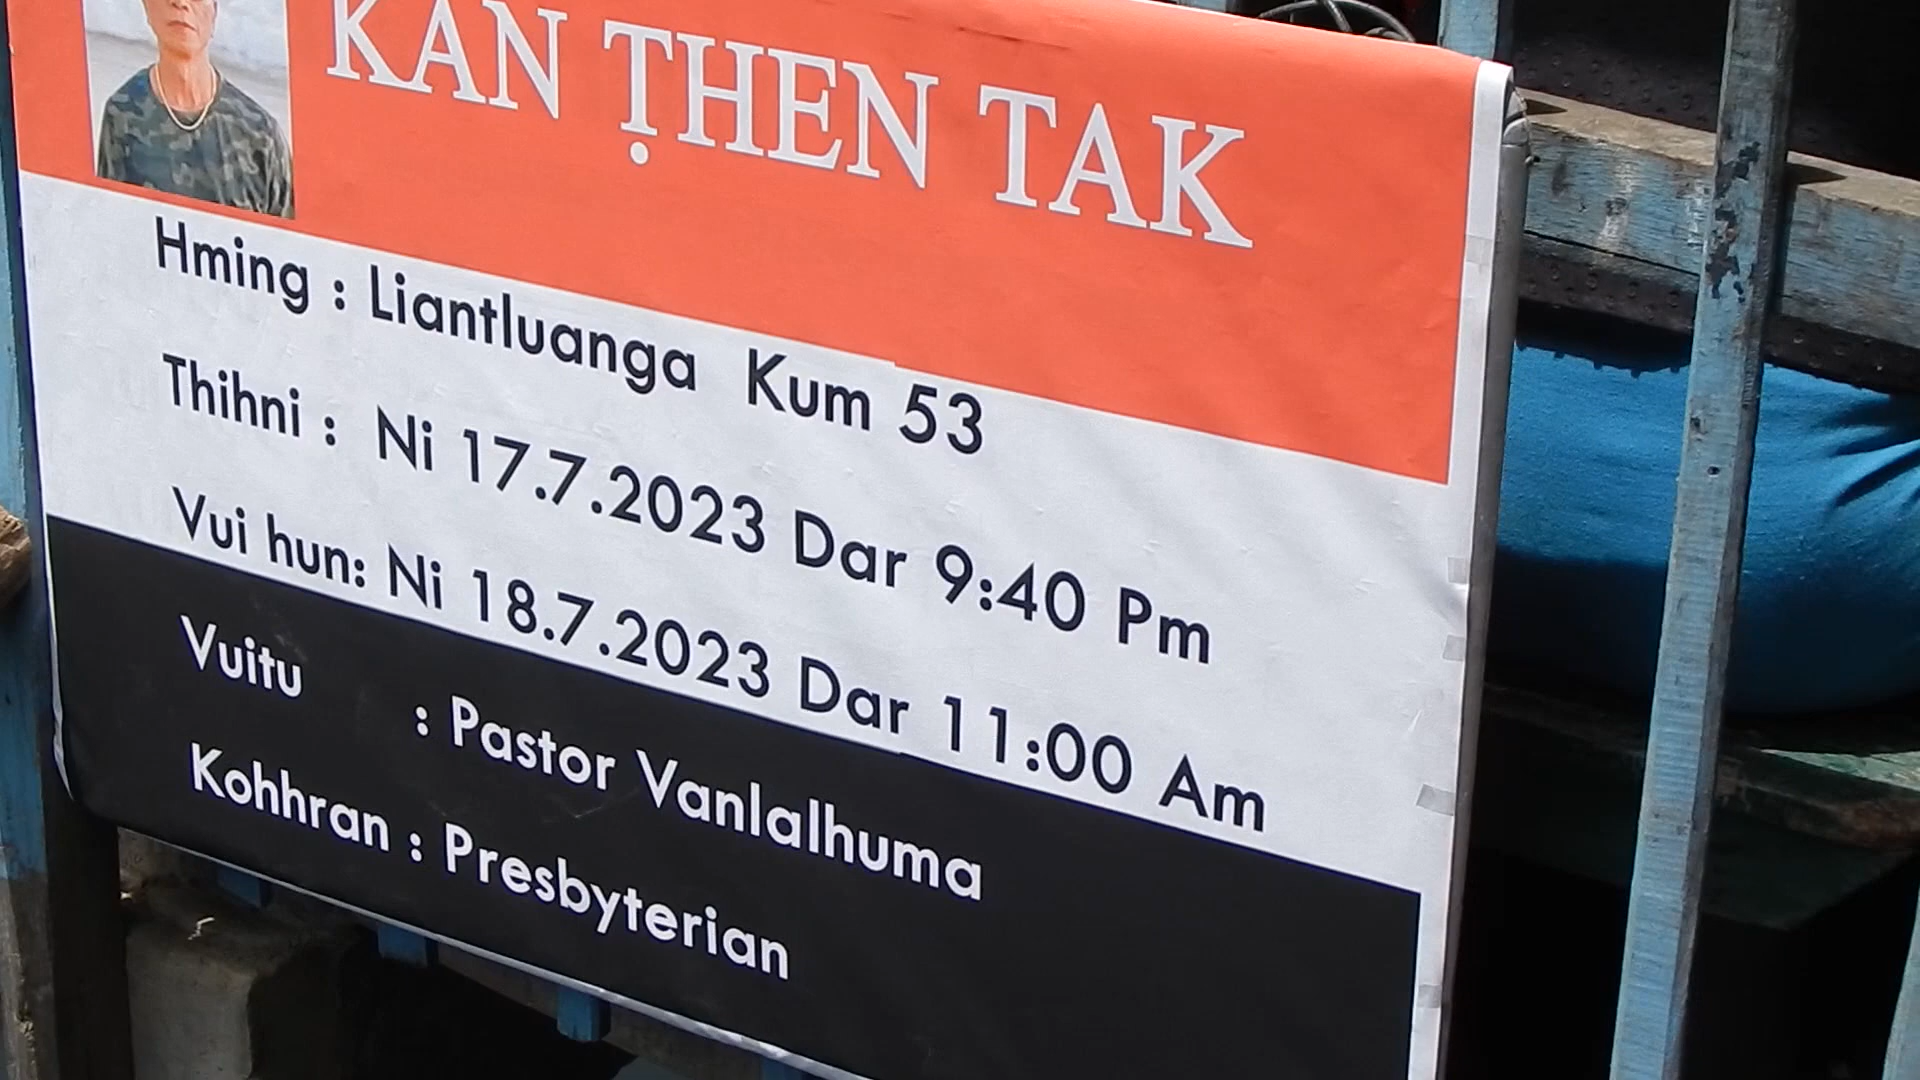 KAN ṬHEN TAK
Hming : Liantluanga Kum 53
Thihni : Ni 17.7.2023 Dar 9:40 Pm
Vui hun: Ni 18.7.2023 Dar 11:00 Am
Vuitu : Pastor Vanlalhuma
Kohhran : Presbyterian